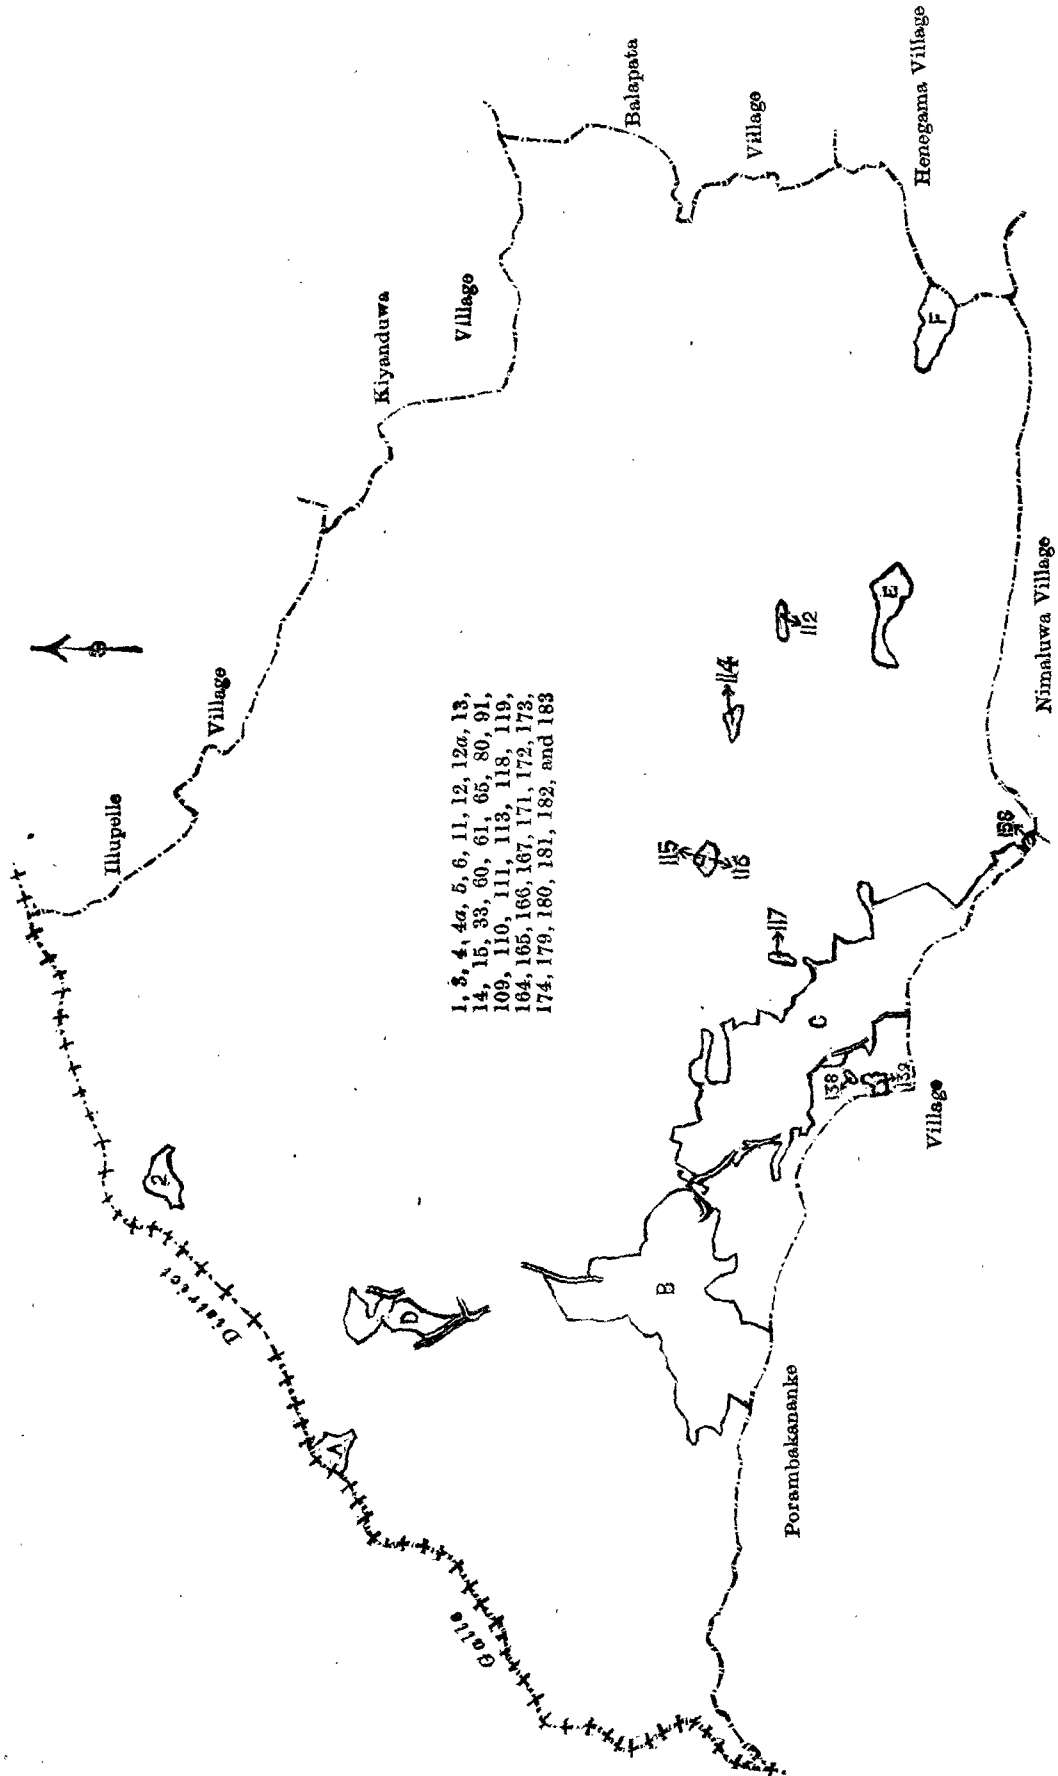 Galle
District
Illupelle
Village
Kiyanduwa
Village
Balapata
Village
Henegama Village
Nimaluwa Village
Porambakananke
Village
1, 3, 4, 4a, 5, 6, 11, 12, 12a, 13,
14, 15, 33, 60, 61, 65, 80, 91,
109, 110, 111, 113, 118, 119,
164, 165, 166, 167, 171, 172, 173,
174, 179, 180, 181, 182, and 183
A
2
D
B
C
138
139
117
115
116
114
112
E
F